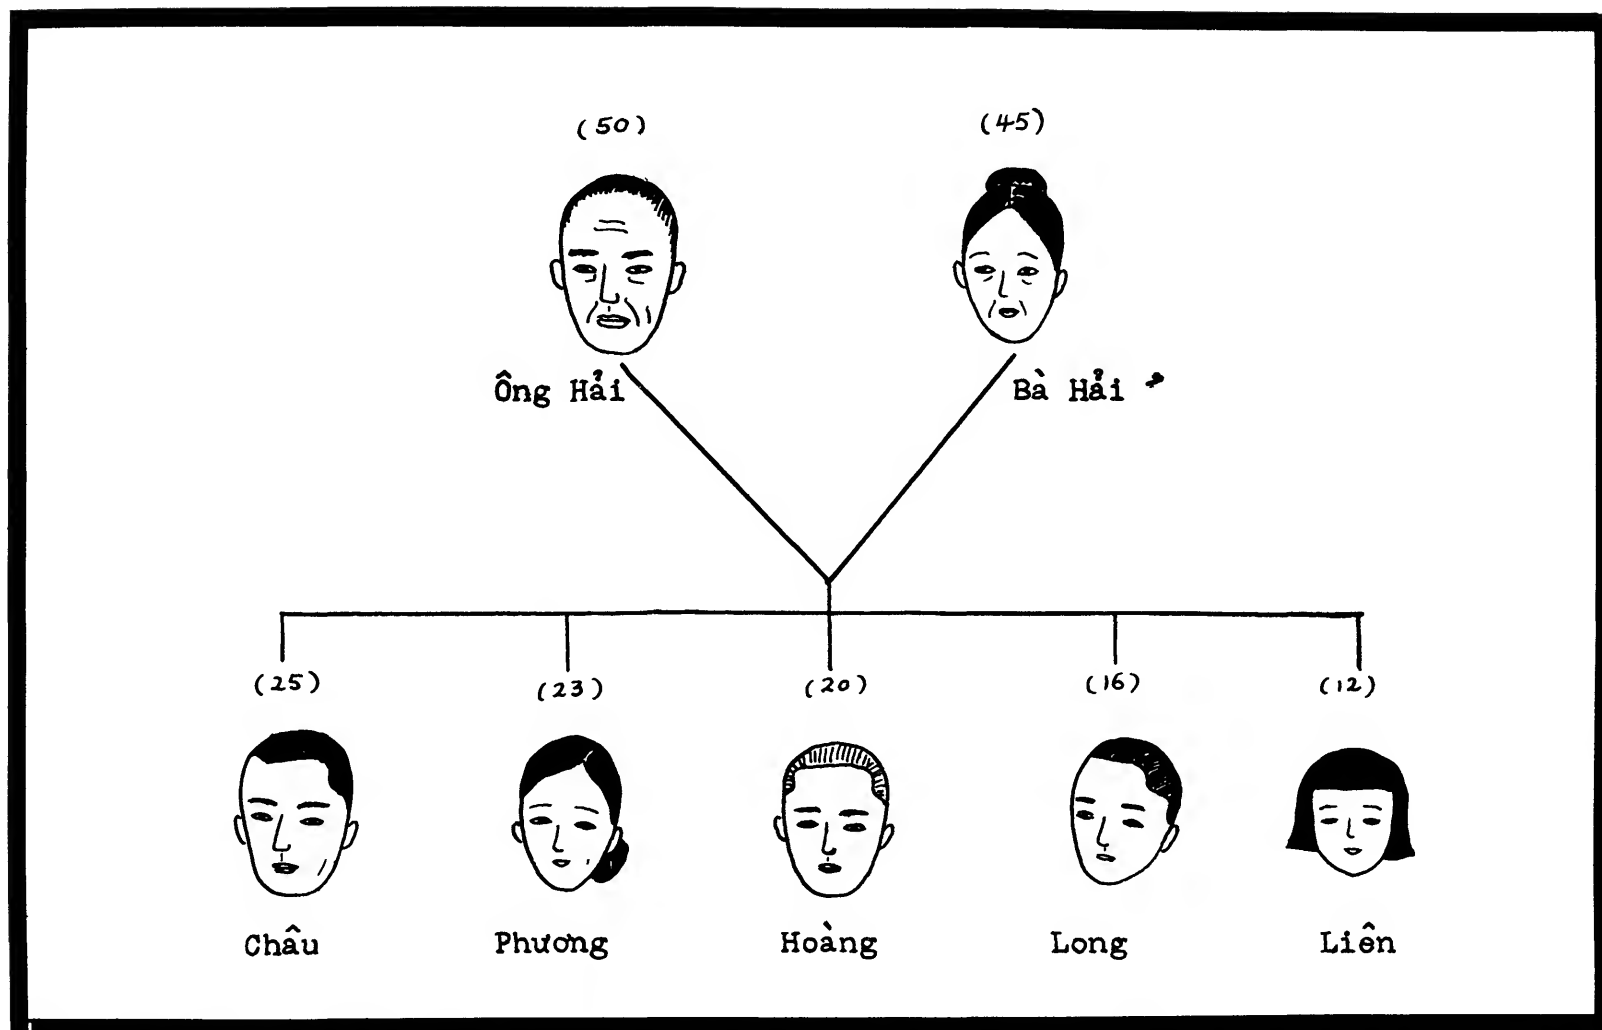 (50) (45)
Ông Hải Bà Hải
(25) (23) (20) (16) (12)
Châu Phương Hoàng Long Liên